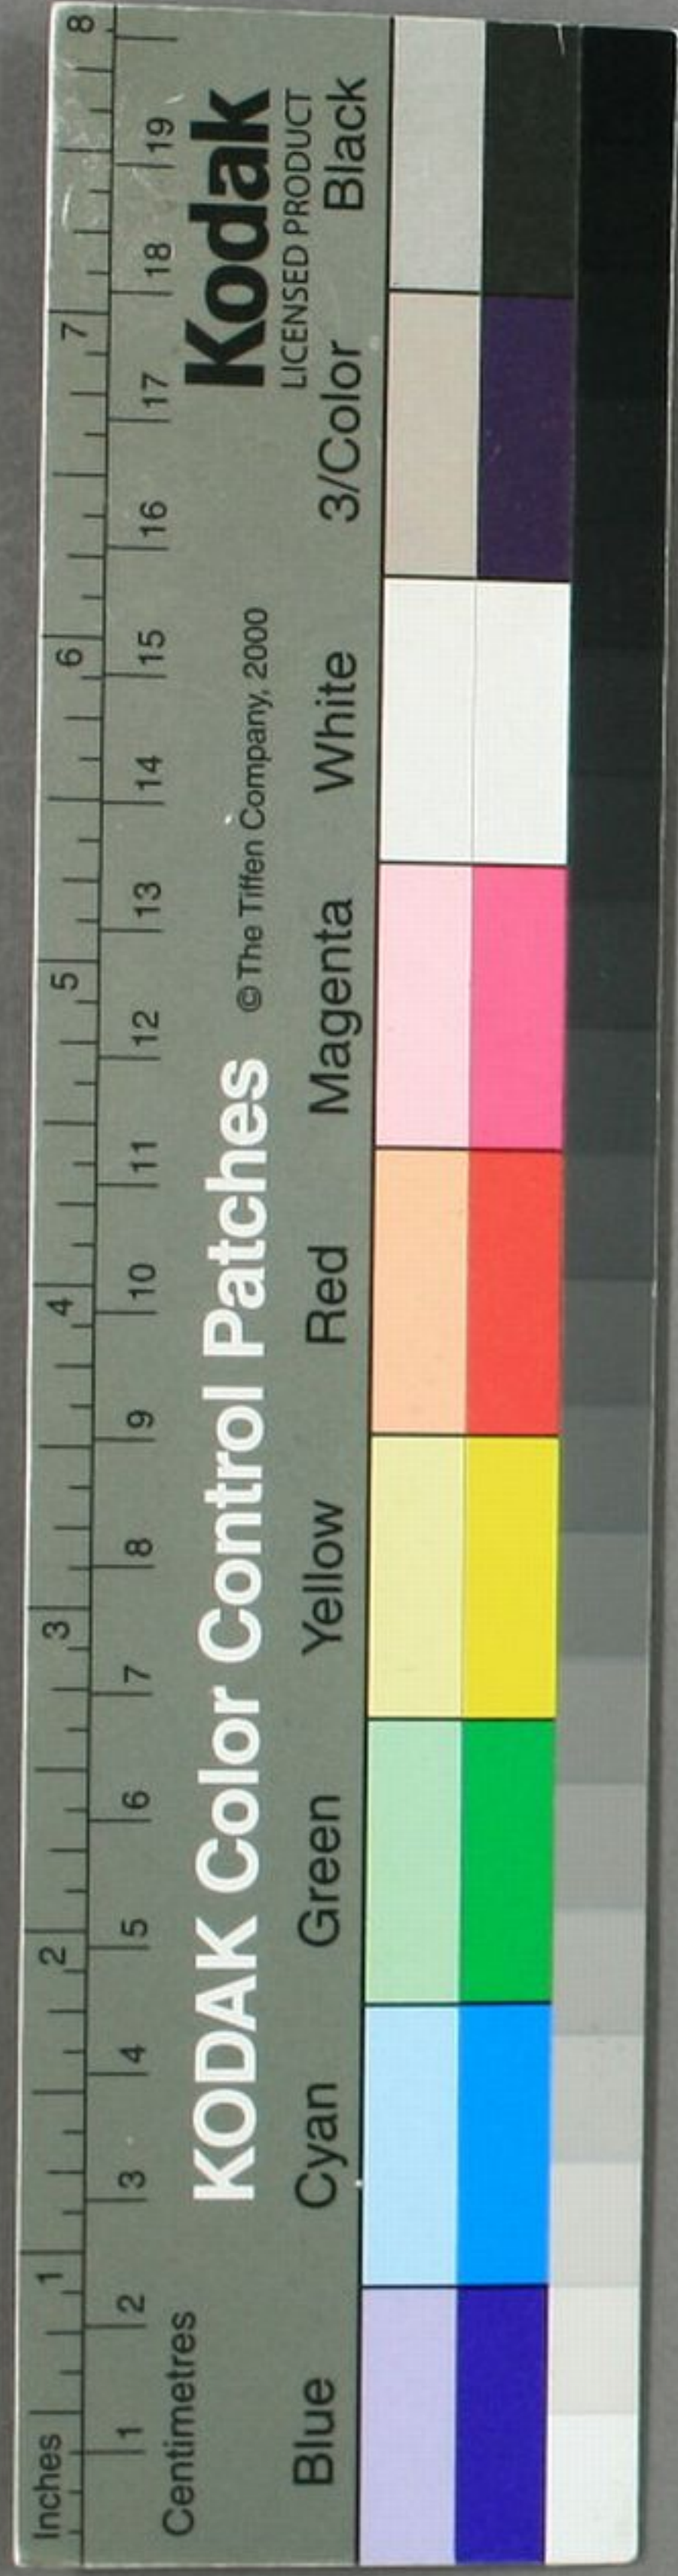 Inches 1 2 3 4 5 6 7 8
Centimetres 1 2 3 4 5 6 7 8 9 10 11 12 13 14 15 16 17 18 19
KODAK Color Control Patches © The Tiffen Company, 2000 Kodak
LICENSED PRODUCT
Blue Cyan Green Yellow Red Magenta White 3/Color Black